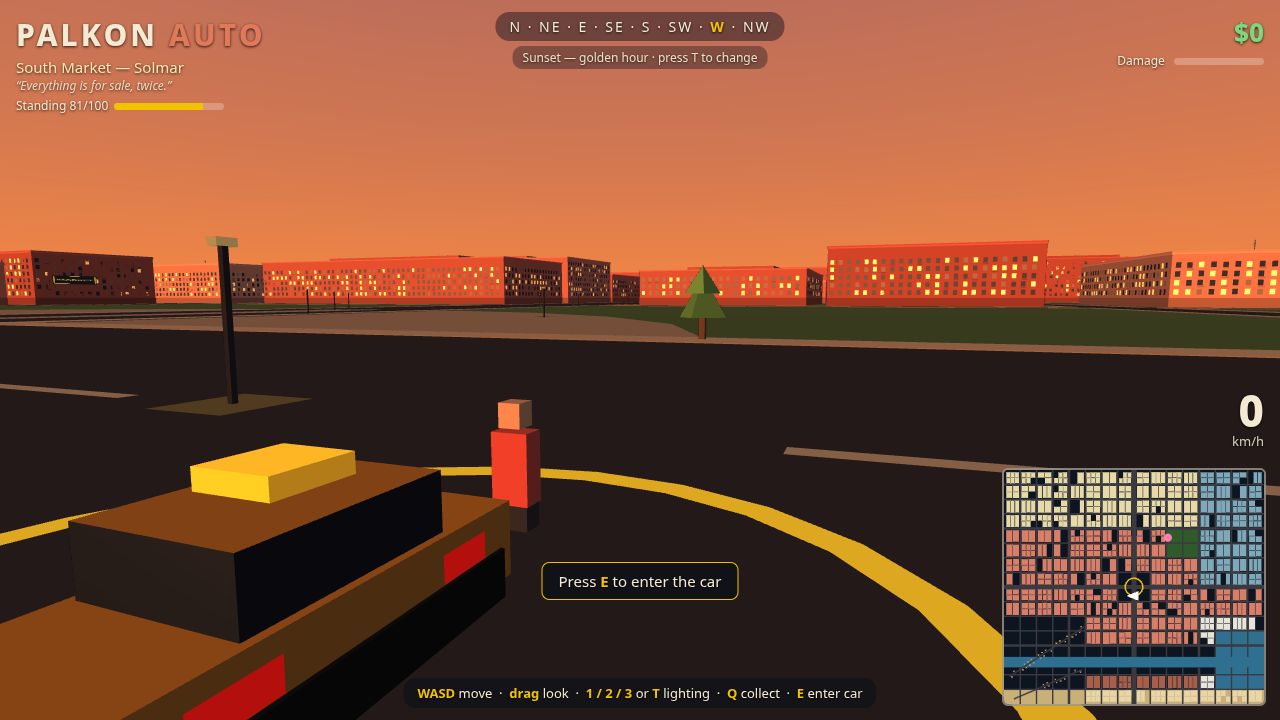 PALKON AUTO
South Market — Solmar
"Everything is for sale, twice."
Standing 81/100
N · NE · E · SE · S · SW · W · NW
Sunset — golden hour · press T to change
$0
Damage
Press E to enter the car
0
km/h
WASD move · drag look · 1 / 2 / 3 or T lighting · Q collect · E enter car